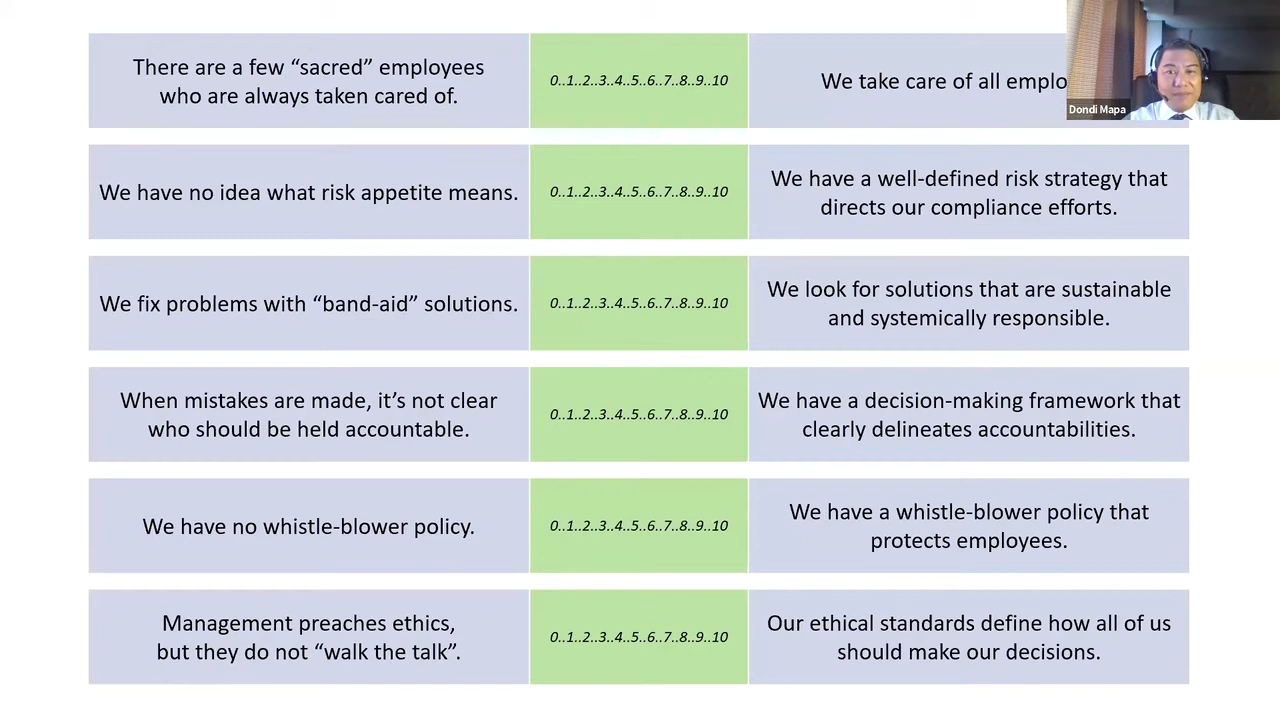 There are a few “sacred” employees
who are always taken cared of.
0..1..2..3..4..5..6..7..8..9..10
We take care of all
Dondi Mapa
We have no idea what risk appetite means.
0..1..2..3..4..5..6..7..8..9..10
We have a well-defined risk strategy that
directs our compliance efforts.
We fix problems with “band-aid” solutions.
0..1..2..3..4..5..6..7..8..9..10
We look for solutions that are sustainable
and systemically responsible.
When mistakes are made, it’s not clear
who should be held accountable.
0..1..2..3..4..5..6..7..8..9..10
We have a decision-making framework that
clearly delineates accountabilities.
We have no whistle-blower policy.
0..1..2..3..4..5..6..7..8..9..10
We have a whistle-blower policy that
protects employees.
Management preaches ethics,
but they do not “walk the talk”.
0..1..2..3..4..5..6..7..8..9..10
Our ethical standards define how all of us
should make our decisions.